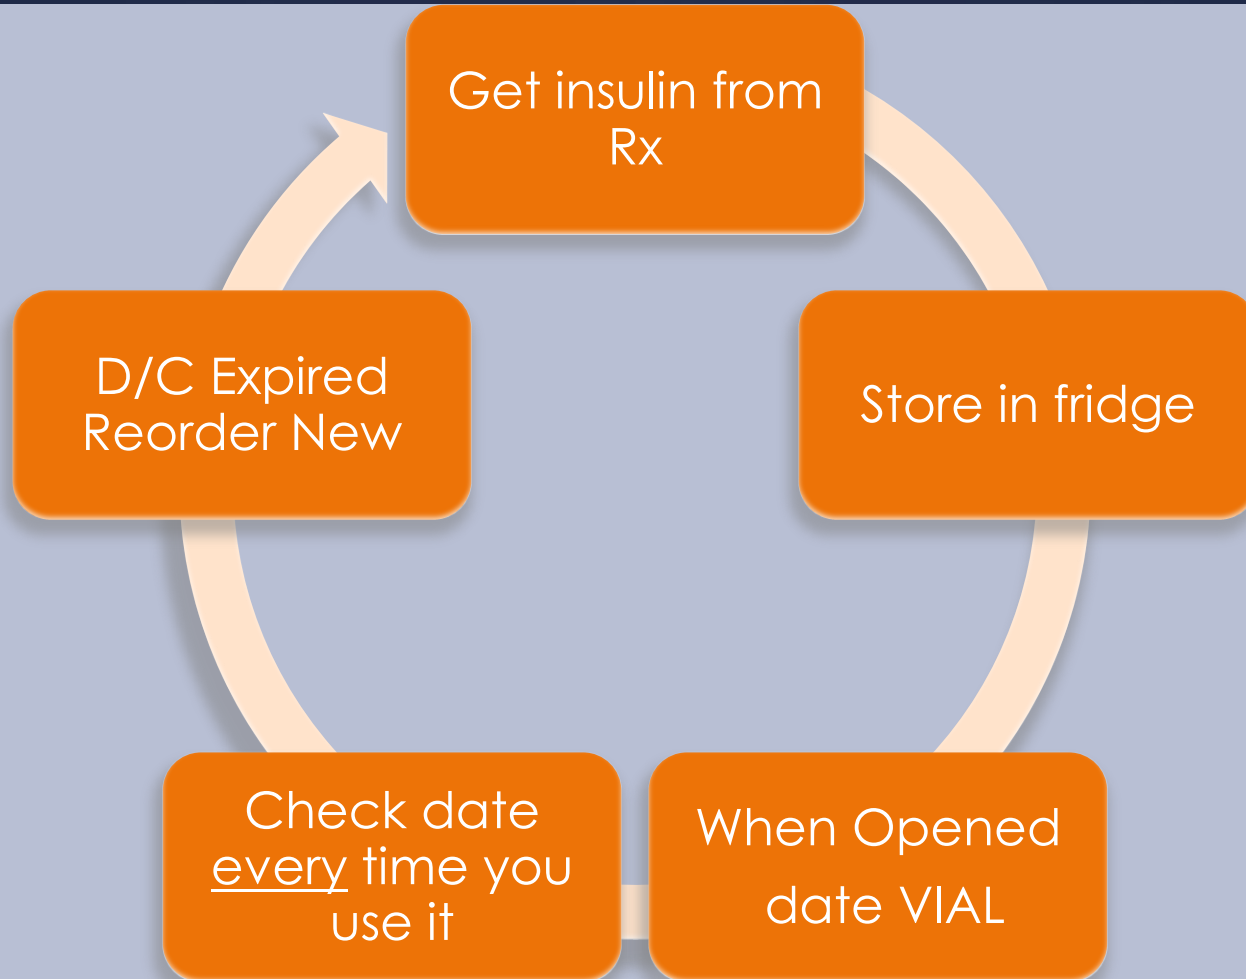 Get insulin from
Rx
Store in fridge
When Opened
date VIAL
Check date
every time you
use it
D/C Expired
Reorder New